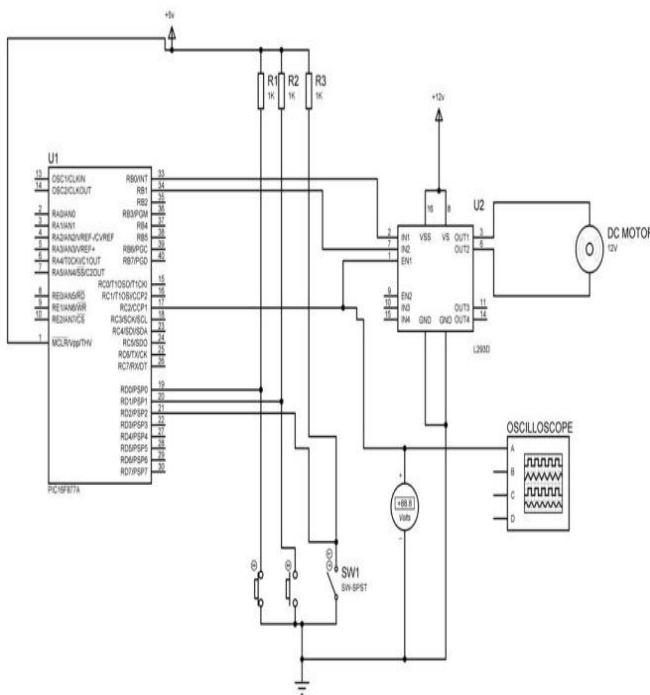 +5v
R1
1K
R2
1K
R3
1K
+12v
U1
13 OSC1/CLKIN
14 OSC2/CLKOUT
2 RA0/AN0
3 RA1/AN1
4 RA2/AN2/VREF-/CVREF
5 RA3/AN3/VREF+
6 RA4/T0CKI/C1OUT
7 RA5/AN4/SS/C2OUT
8 RE0/AN5/RD
9 RE1/AN6/WR
10 RE2/AN7/CS
1 MCLR/Vpp/THV
RB0/INT 33
RB1 34
RB2 35
RB3/PGM 36
RB4 37
RB5 38
RB6/PGC 39
RB7/PGD 40
RC0/T1OSO/T1CKI 15
RC1/T1OSI/CCP2 16
RC2/CCP1 17
RC3/SCK/SCL 18
RC4/SDI/SDA 23
RC5/SDO 24
RC6/TX/CK 25
RC7/RX/DT 26
RD0/PSP0 19
RD1/PSP1 20
RD2/PSP2 21
RD3/PSP3 22
RD4/PSP4 27
RD5/PSP5 28
RD6/PSP6 29
RD7/PSP7 30
PIC16F877A
U2
16 8
2 IN1 VSS VS OUT1 3
7 IN2 OUT2 6
1 EN1
9 EN2
10 IN3 OUT3 11
15 IN4 GND GND OUT4 14
L293D
DC MOTOR
12V
OSCILLOSCOPE
A
B
C
D
+
+88.8
Volts
-
SW1
SW-SPST